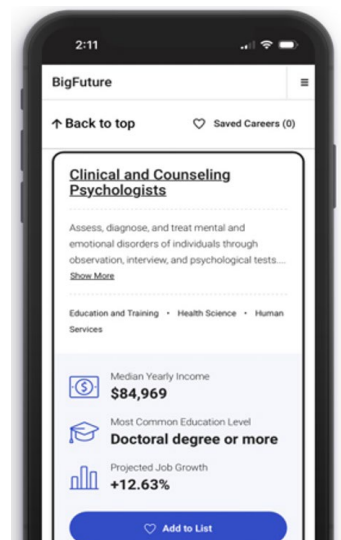 2:11
BigFuture
↑ Back to top
Saved Careers (0)
Clinical and Counseling
Psychologists
Assess, diagnose, and treat mental and
emotional disorders of individuals through
observation, interview, and psychological tests....
Show More
Education and Training • Health Science • Human
Services
Median Yearly Income
$84,969
Most Common Education Level
Doctoral degree or more
Projected Job Growth
+12.63%
Add to List